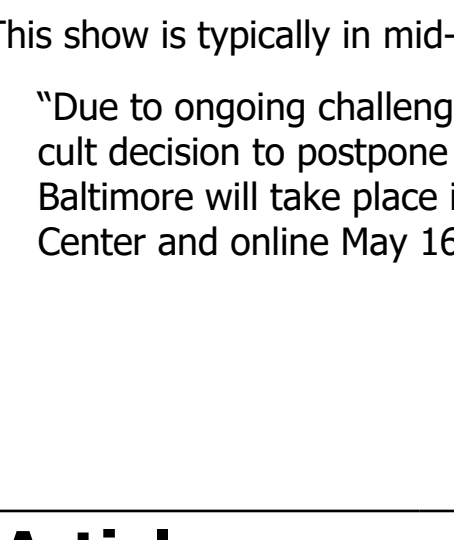 This show is typically in mid-
“Due to ongoing challeng
cult decision to postpone
Baltimore will take place i
Center and online May 16